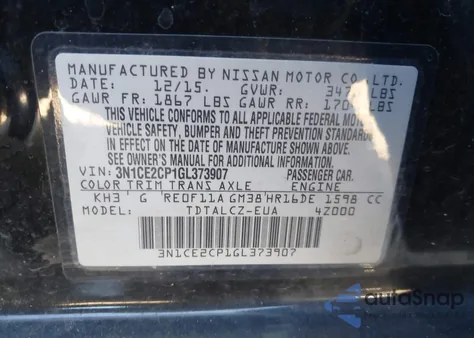 MANUFACTURED BY NISSAN MOTOR CO., LTD.
DATE: 12/15. GVWR: LBS
GAWR FR: 1867 LBS GAWR RR: LBS
THIS VEHICLE CONFORMS TO ALL APPLICABLE FEDERAL MOTOR
VEHICLE SAFETY, BUMPER AND THEFT PREVENTION STANDARDS
IN EFFECT ON THE DATE OF MANUFACTURE SHOWN ABOVE.
SEE OWNER'S MANUAL FOR ADDITIONAL INFORMATION.
VIN: 3N1CE2CP1GL373907 PASSENGER CAR.
COLOR TRIM TRANS AXLE ENGINE
KH3 G RE0F11A GM38 HR16DE 1598 CC
MODEL: TDTALCZ-EUA 4Z000
3N1CE2CP1GL373907
autoSnap